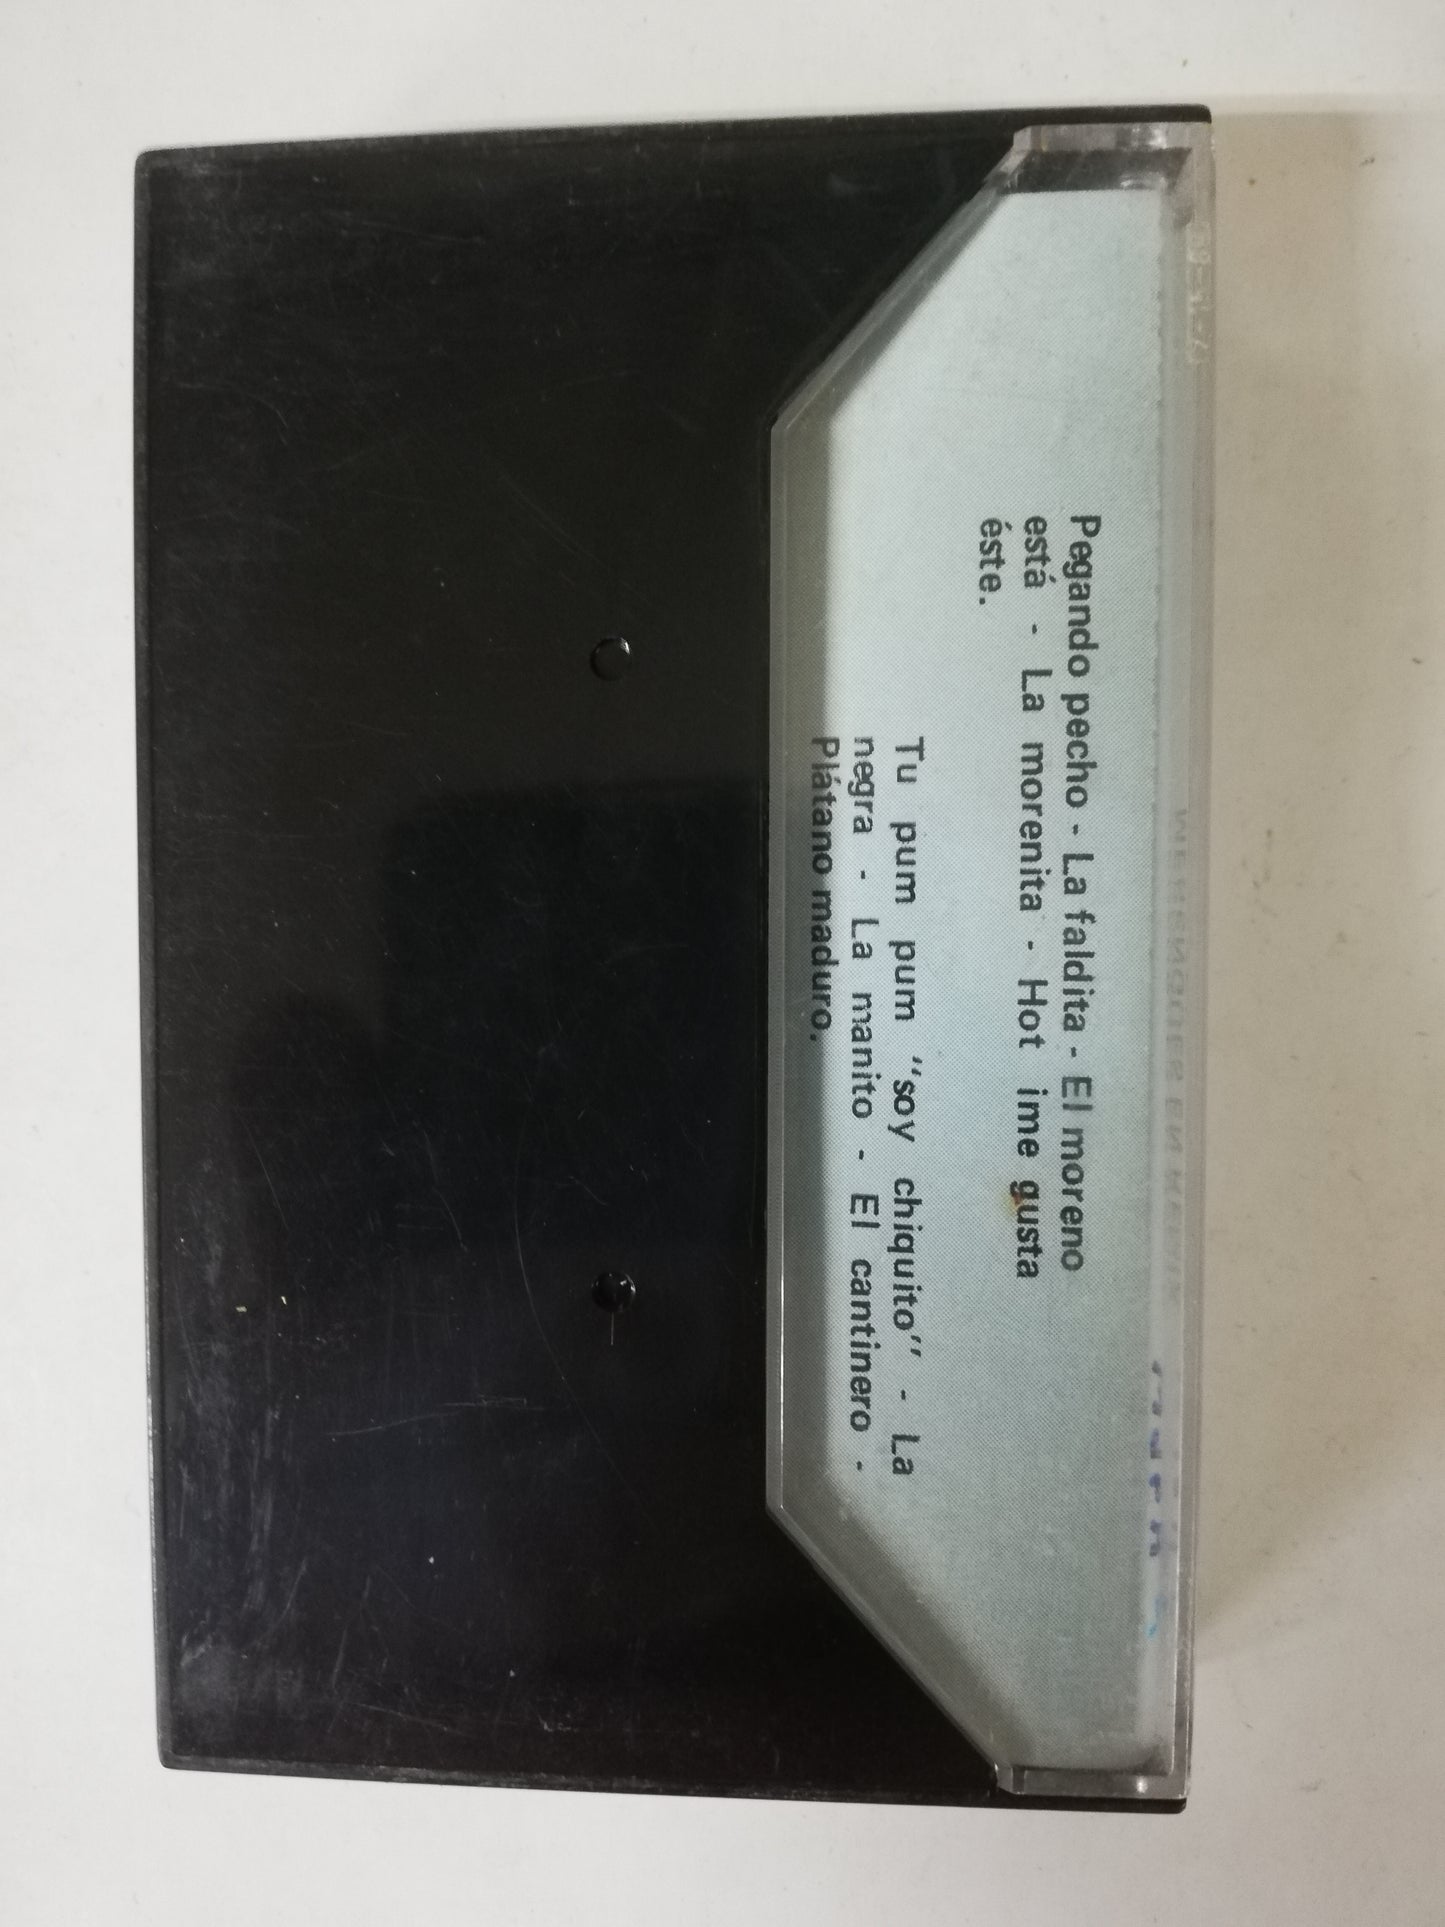 Pegando pecho - La faldita - El moreno
está - La morenita - Hot ime gusta
éste.
Tu pum pum "soy chiquito" - La
negra - La manito - El cantinero -
Plátano maduro.